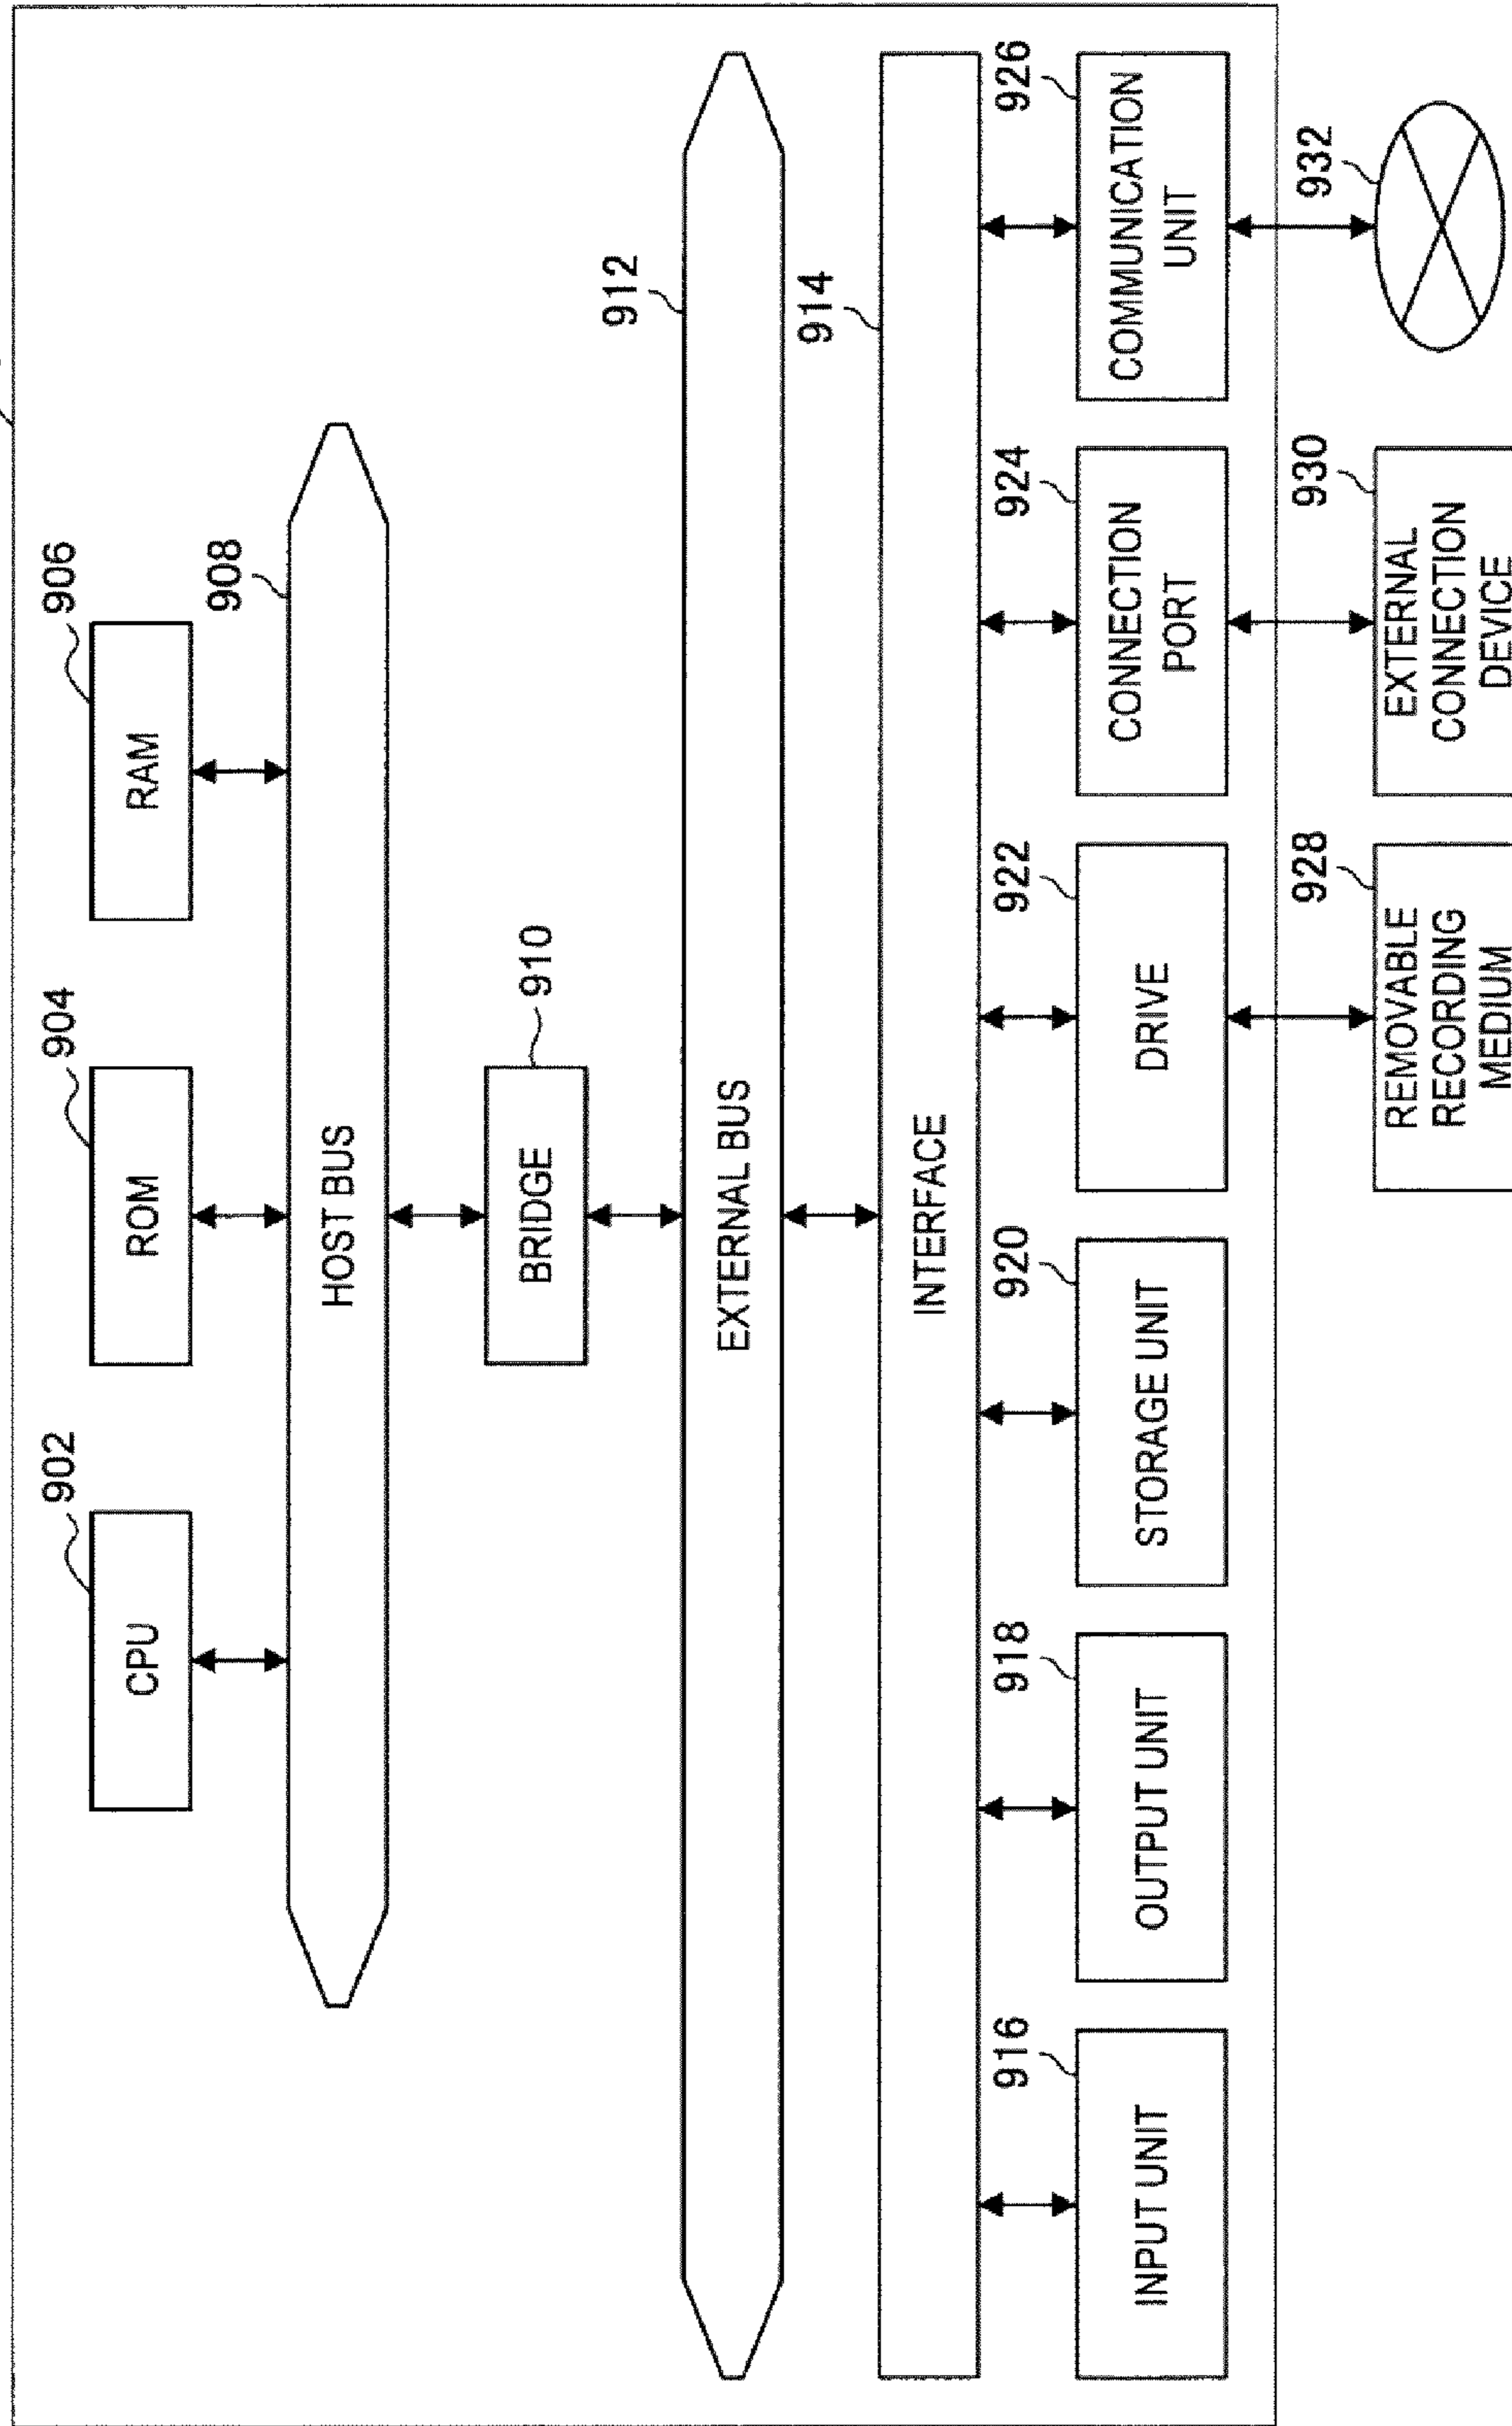 902
904
906
CPU
ROM
RAM
908
HOST BUS
910
BRIDGE
912
EXTERNAL BUS
914
INTERFACE
916
918
920
922
924
926
INPUT UNIT
OUTPUT UNIT
STORAGE UNIT
DRIVE
CONNECTION
PORT
COMMUNICATION
UNIT
928
930
932
REMOVABLE
RECORDING
MEDIUM
EXTERNAL
CONNECTION
DEVICE